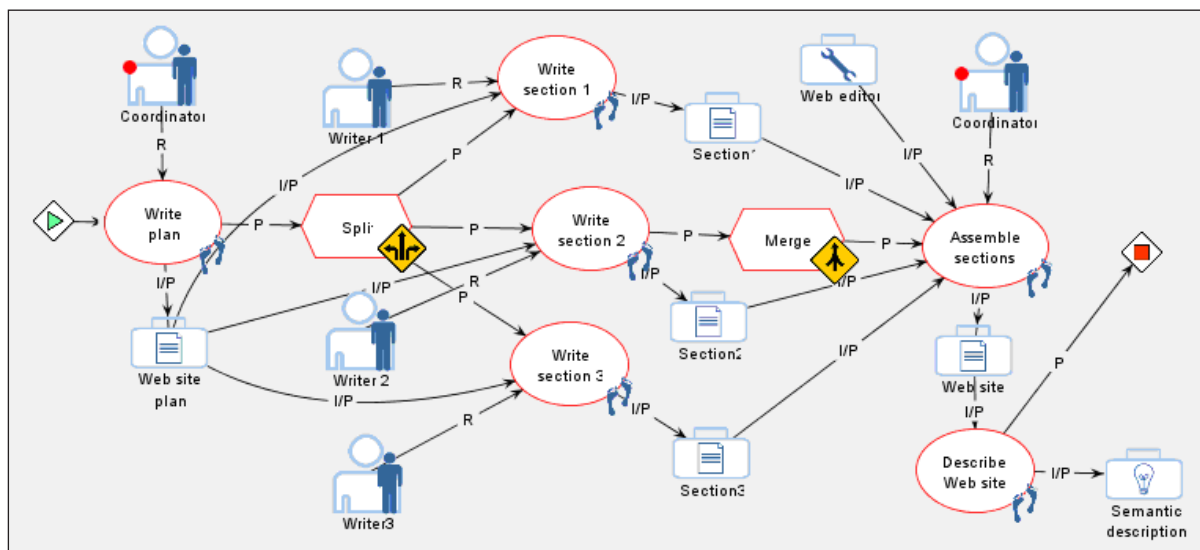 Coordinator
R
Write
plan
P
I/P
Web site
plan
Split
P
P
P
I/P
I/P
I/P
Writer 1
R
Writer 2
R
Writer3
R
Write
section 1
I/P
Section1
I/P
Write
section 2
P
I/P
Section2
I/P
Write
section 3
I/P
Section3
I/P
Merge
P
Web editor
I/P
Coordinator
R
Assemble
sections
I/P
Web site
I/P
Describe
Web site
P
I/P
Semantic
description